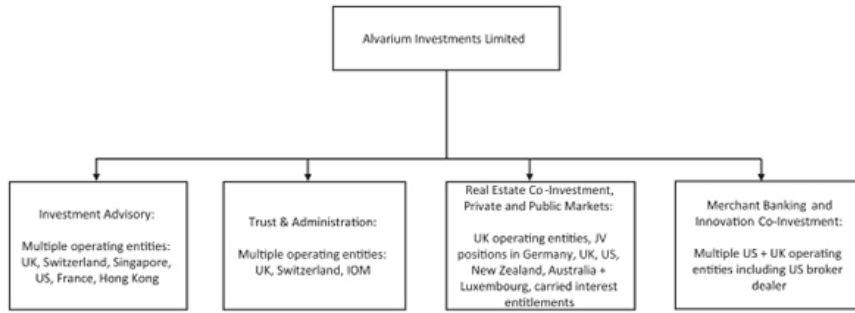 Alvarium Investments Limited
Investment Advisory:
Multiple operating entities:
UK, Switzerland, Singapore,
US, France, Hong Kong
Trust & Administration:
Multiple operating entities:
UK, Switzerland, IOM
Real Estate Co-Investment,
Private and Public Markets:
UK operating entities, JV
positions in Germany, UK, US,
New Zealand, Australia +
Luxembourg, carried interest
entitlements
Merchant Banking and
Innovation Co-Investment:
Multiple US + UK operating
entities including US broker
dealer